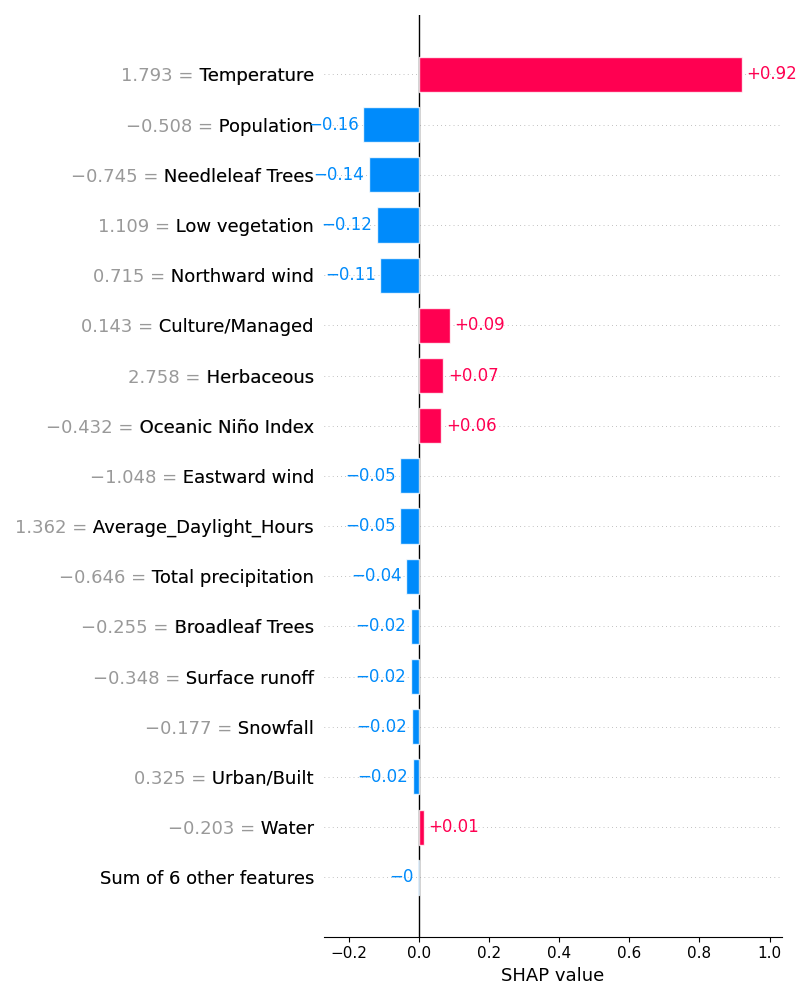 1.793 = Temperature +0.92
−0.508 = Population −0.16
−0.745 = Needleleaf Trees −0.14
1.109 = Low vegetation −0.12
0.715 = Northward wind −0.11
0.143 = Culture/Managed +0.09
2.758 = Herbaceous +0.07
−0.432 = Oceanic Niño Index +0.06
−1.048 = Eastward wind −0.05
1.362 = Average_Daylight_Hours −0.05
−0.646 = Total precipitation −0.04
−0.255 = Broadleaf Trees −0.02
−0.348 = Surface runoff −0.02
−0.177 = Snowfall −0.02
0.325 = Urban/Built −0.02
−0.203 = Water +0.01
Sum of 6 other features −0
−0.2 0.0 0.2 0.4 0.6 0.8 1.0
SHAP value